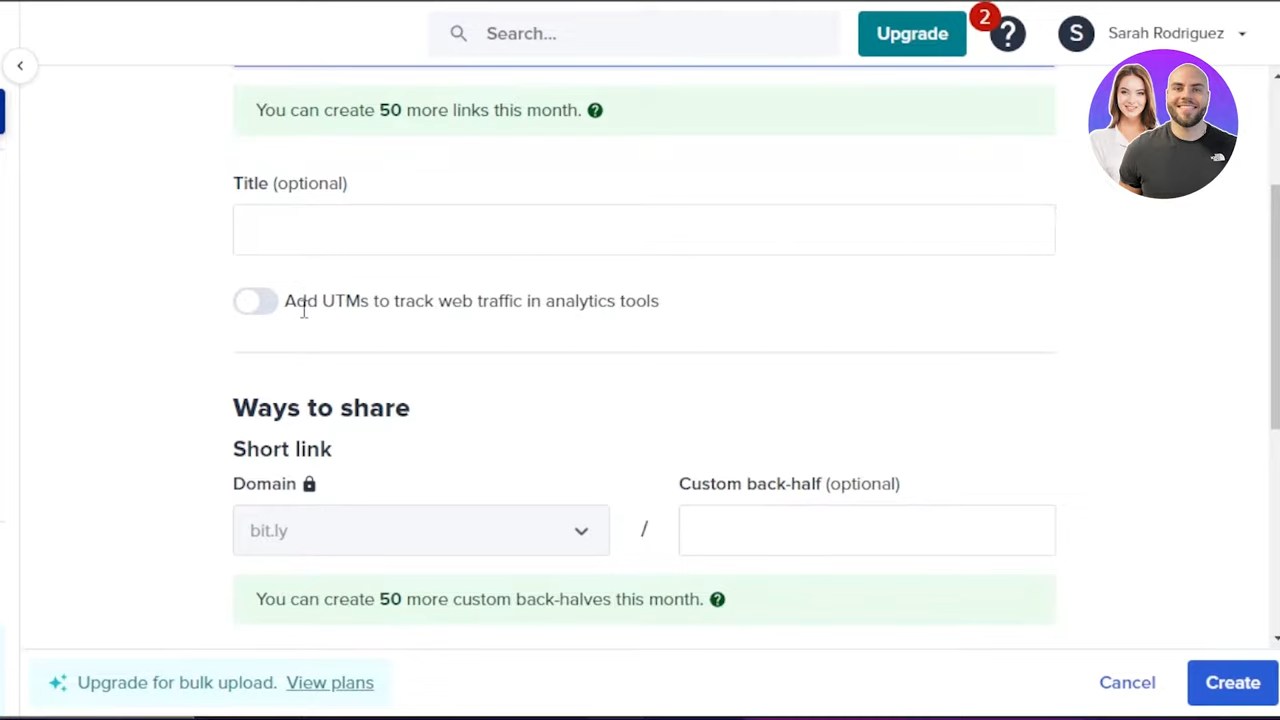 Search...
Upgrade
2
?
S
Sarah Rodriguez
You can create 50 more links this month. ?
Title (optional)
Add UTMs to track web traffic in analytics tools
Ways to share
Short link
Domain
Custom back-half (optional)
bit.ly
/
You can create 50 more custom back-halves this month. ?
Upgrade for bulk upload. View plans
Cancel
Create